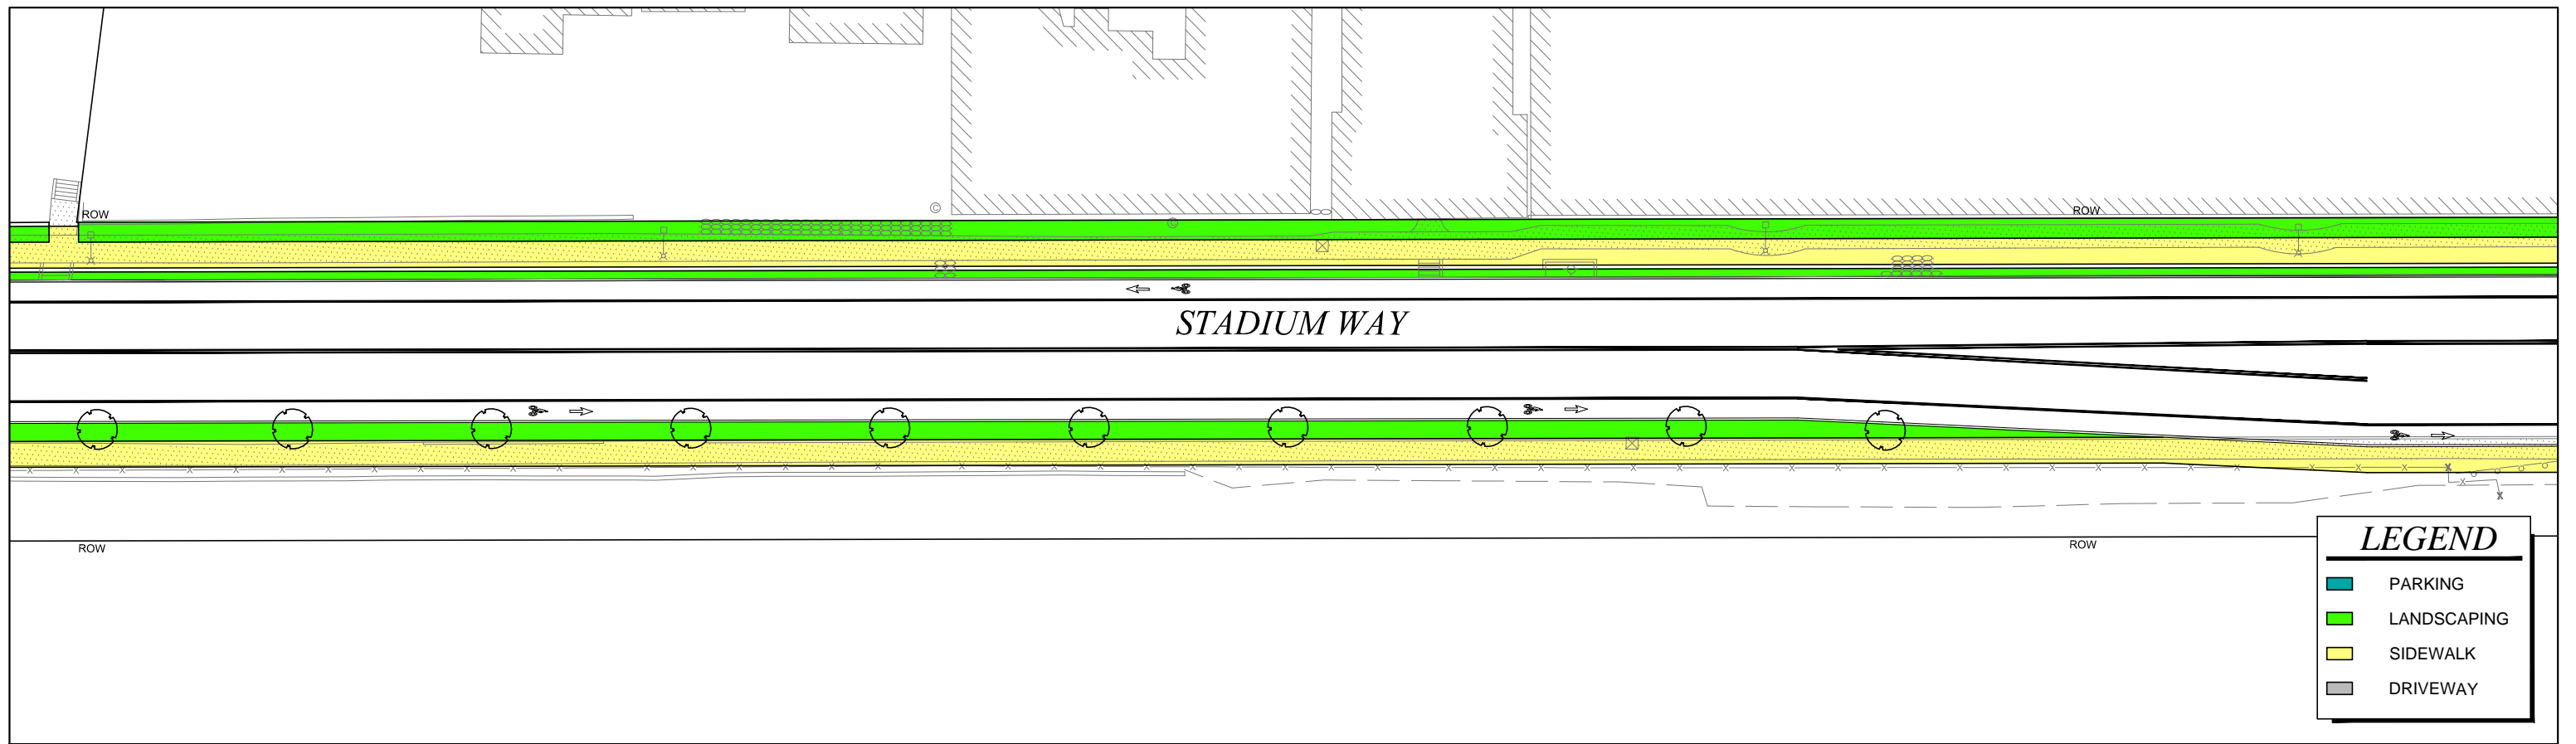 ROW
ROW
STADIUM WAY
ROW
ROW
LEGEND
PARKING
LANDSCAPING
SIDEWALK
DRIVEWAY